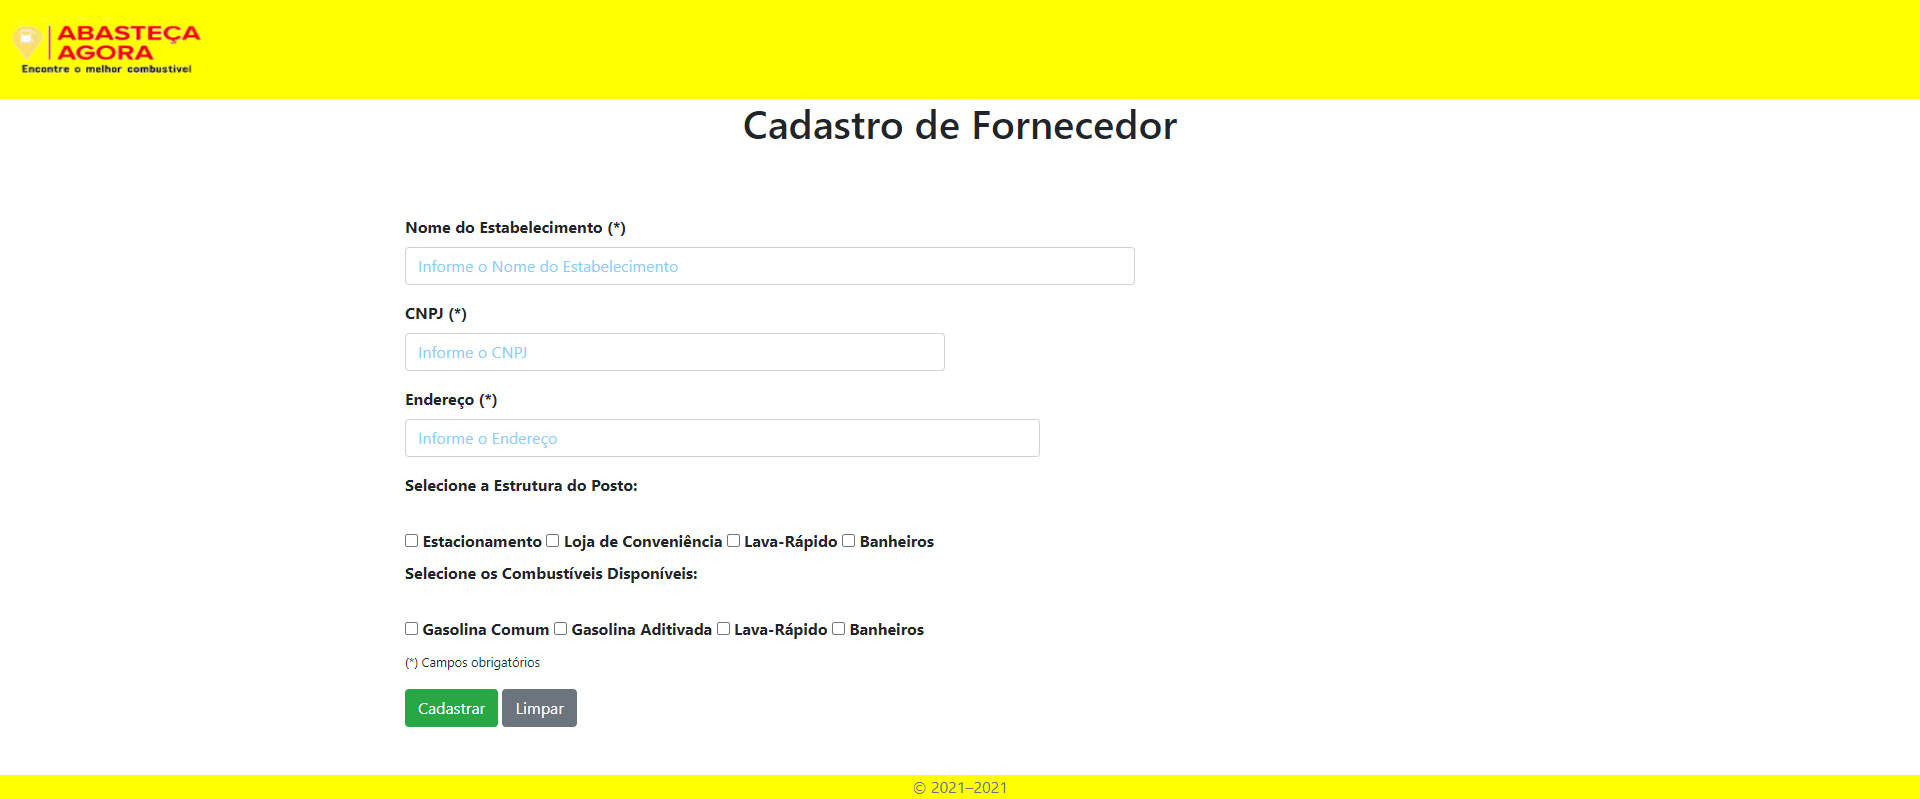 ABASTEÇA
AGORA
Encontre o melhor combustível
Cadastro de Fornecedor
Nome do Estabelecimento (*)
Informe o Nome do Estabelecimento
CNPJ (*)
Informe o CNPJ
Endereço (*)
Informe o Endereço
Selecione a Estrutura do Posto:
Estacionamento Loja de Conveniência Lava-Rápido Banheiros
Selecione os Combustíveis Disponíveis:
Gasolina Comum Gasolina Aditivada Lava-Rápido Banheiros
(*) Campos obrigatórios
Cadastrar Limpar
© 2021–2021